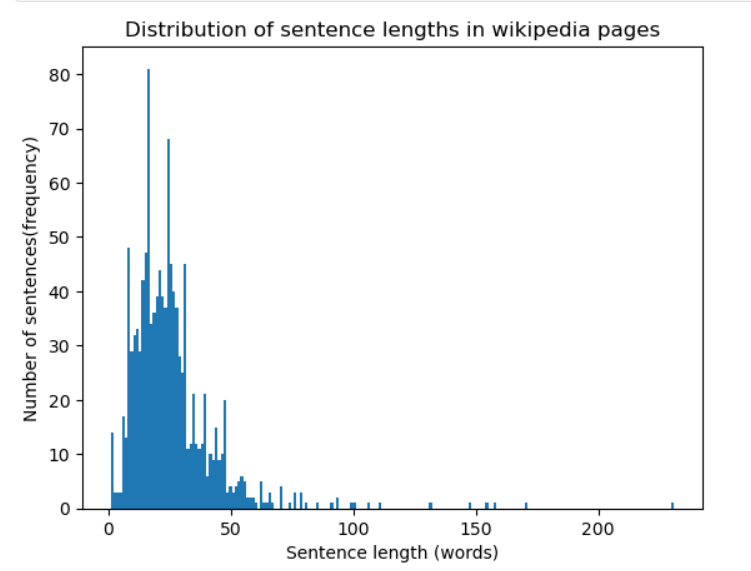 Distribution of sentence lengths in wikipedia pages
Number of sentences(frequency)
80
70
60
50
40
30
20
10
0
0 50 100 150 200
Sentence length (words)